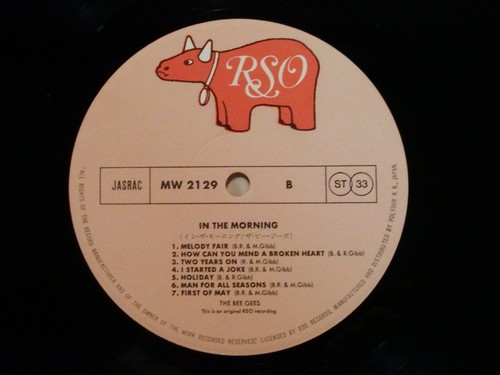 RSO
JASRAC
MW 2129
B
ST 33
IN THE MORNING
(イン・ザ・モーニング/ザ・ビー・ジーズ)
1. MELODY FAIR (B.R. & M.Gibb)
2. HOW CAN YOU MEND A BROKEN HEART (B. & R.Gibb)
3. TWO YEARS ON (R. & M.Gibb)
4. I STARTED A JOKE (B.R. & M.Gibb)
5. HOLIDAY (B. & R.Gibb)
6. MAN FOR ALL SEASONS (B.R. & M.Gibb)
7. FIRST OF MAY (B.R. & M.Gibb)
THE BEE GEES
This is an original RSO recording
"ALL RIGHTS OF THE RECORD MANUFACTURER AND OF THE OWNER OF THE WORK RECORDED RESERVED." LICENSED BY RSO RECORDS, MANUFACTURED AND DISTRIBUTED BY POLYDOR K.K., JAPAN